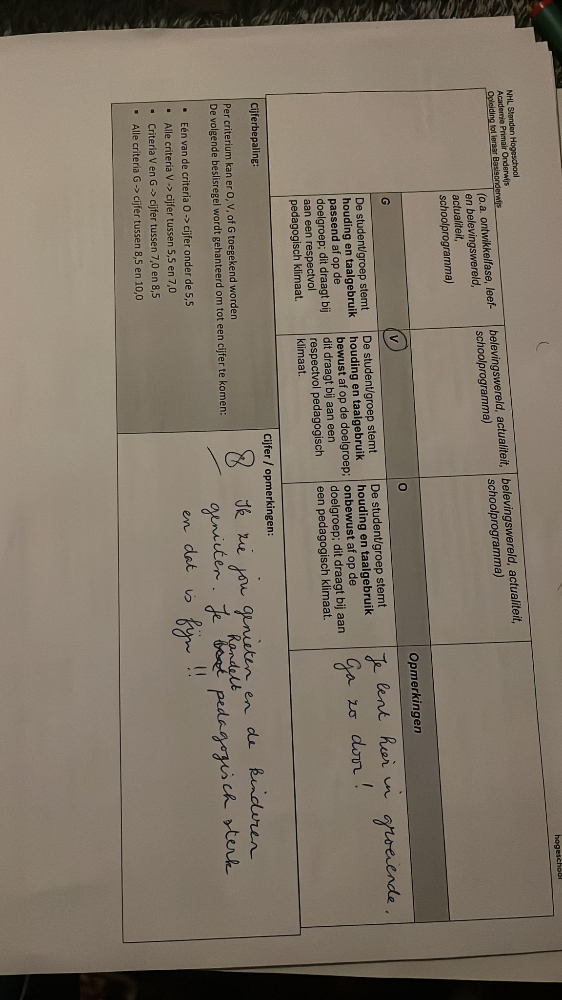 NHL Stenden Hogeschool
Academie Primair Onderwijs
Opleiding tot leraar Basisonderwijs
hogeschool
(o.a. ontwikkelfase, leef-
en belevingswereld,
actualiteit,
schoolprogramma)
belevingswereld, actualiteit,
schoolprogramma)
belevingswereld, actualiteit,
schoolprogramma)
G
V
O
Opmerkingen
De student/groep stemt
houding en taalgebruik
passend af op de
doelgroep; dit draagt bij
aan een respectvol
pedagogisch klimaat.
De student/groep stemt
houding en taalgebruik
bewust af op de doelgroep;
dit draagt bij aan een
respectvol pedagogisch
klimaat.
De student/groep stemt
houding en taalgebruik
onbewust af op de
doelgroep; dit draagt bij aan
een pedagogisch klimaat.
Je bent hier in groeiende.
Ga zo door!
Cijferbepaling:
Per criterium kan er O, V, of G toegekend worden
De volgende beslisregel wordt gehanteerd om tot een cijfer te komen:
▪ Eén van de criteria O -> cijfer onder de 5,5
▪ Alle criteria V -> cijfer tussen 5,5 en 7,0
▪ Criteria V en G -> cijfer tussen 7,0 en 8,5
▪ Alle criteria G -> cijfer tussen 8,5 en 10,0
Cijfer / opmerkingen:
8 Ik zie jou genieten en de kinderen
genieten. Je handelt pedagogisch sterk
en dat is fijn!!